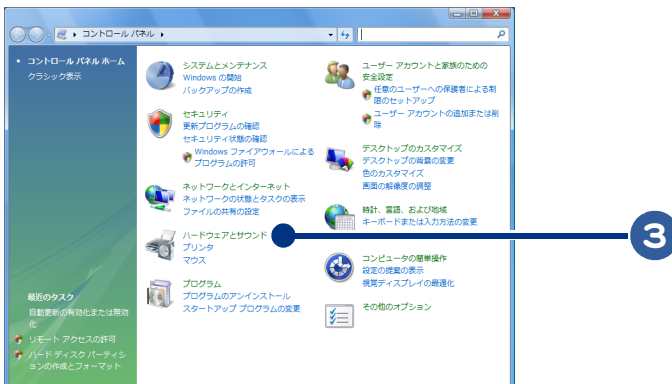 コントロール パネル
コントロール パネル ホーム
クラシック表示
システムとメンテナンス
Windows の開始
バックアップの作成
セキュリティ
更新プログラムの確認
セキュリティ状態の確認
Windows ファイアウォールによる
プログラムの許可
ネットワークとインターネット
ネットワークの状態とタスクの表示
ファイルの共有の設定
ハードウェアとサウンド
プリンタ
マウス
プログラム
プログラムのアンインストール
スタートアップ プログラムの変更
ユーザー アカウントと家族のための
安全設定
任意のユーザーへの保護者による制
限のセットアップ
ユーザー アカウントの追加または削
除
デスクトップのカスタマイズ
デスクトップの背景の変更
色のカスタマイズ
画面の解像度の調整
時計、言語、および地域
キーボードまたは入力方法の変更
コンピュータの簡単操作
設定の提案の表示
視覚ディスプレイの最適化
その他のオプション
3
最近のタスク
自動更新の有効化または無効
化
リモート アクセスの許可
ハード ディスク パーティシ
ョンの作成とフォーマット